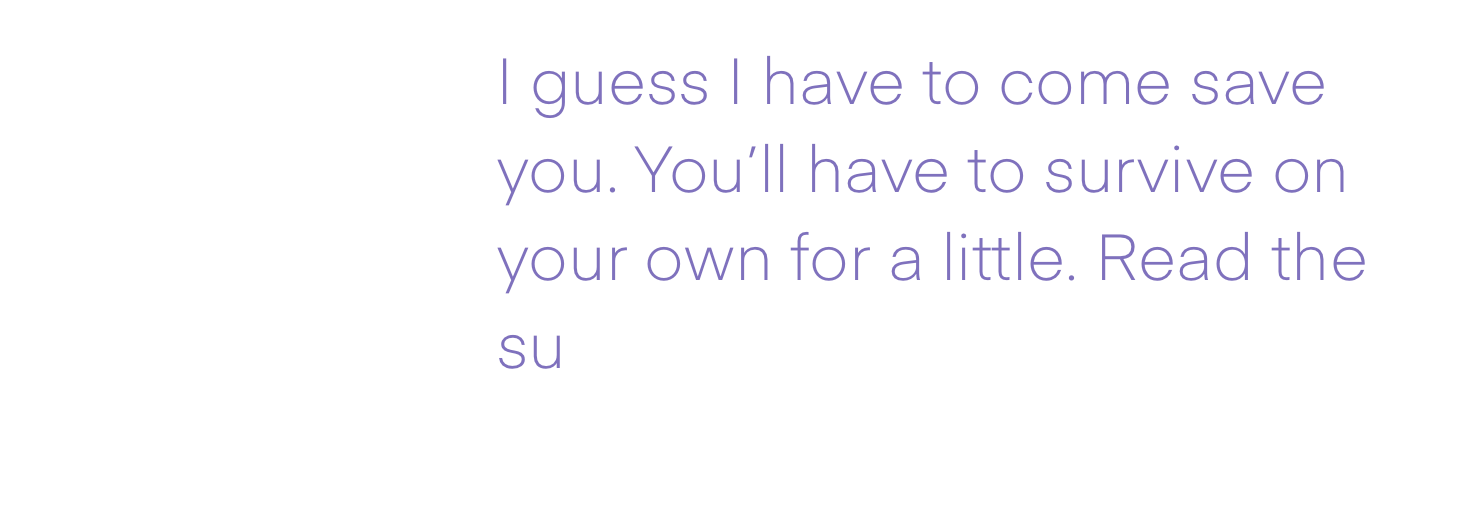 I guess I have to come save
you. You’ll have to survive on
your own for a little. Read the
su